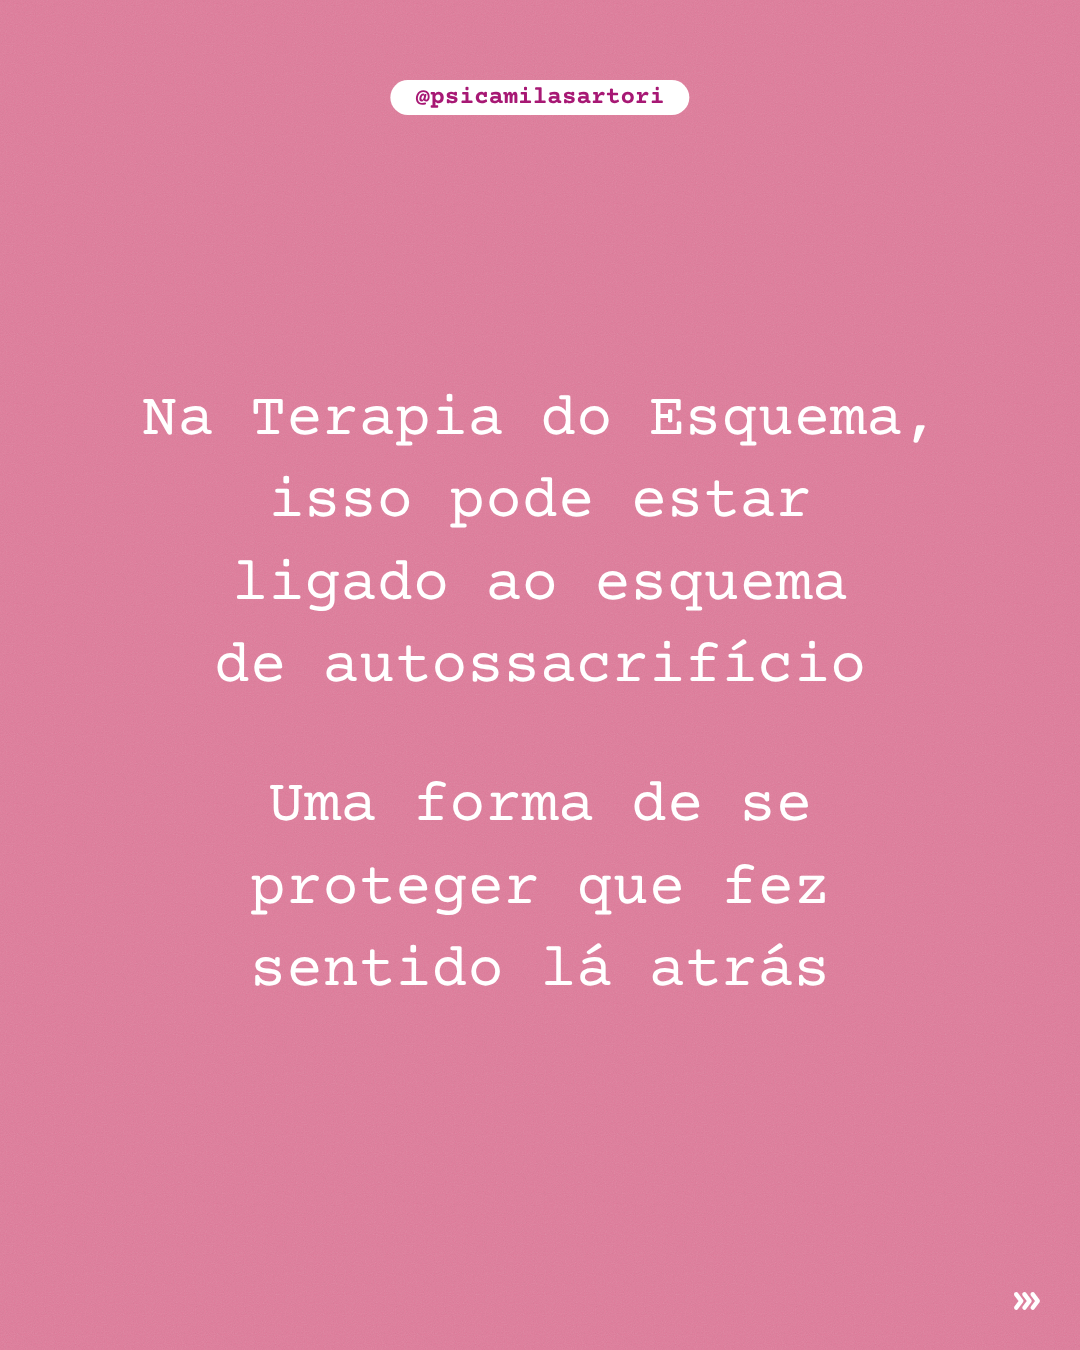 @psicamilasartori
Na Terapia do Esquema,
isso pode estar
ligado ao esquema
de autossacrifício
Uma forma de se
proteger que fez
sentido lá atrás